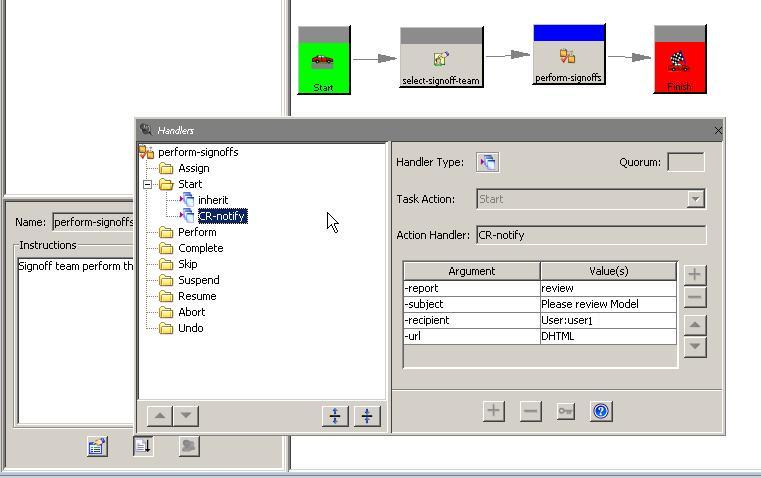 Start
select-signoff-team
perform-signoffs
Finish
Handlers
perform-signoffs
Assign
Start
inherit
CR-notify
Perform
Complete
Skip
Suspend
Resume
Abort
Undo
Handler Type:
Quorum:
Task Action:
Start
Action Handler:
CR-notify
Argument
Value(s)
-report
review
-subject
Please review Model
-recipient
User:user1
-url
DHTML
Name:
perform-signoffs
Instructions
Signoff team perform th